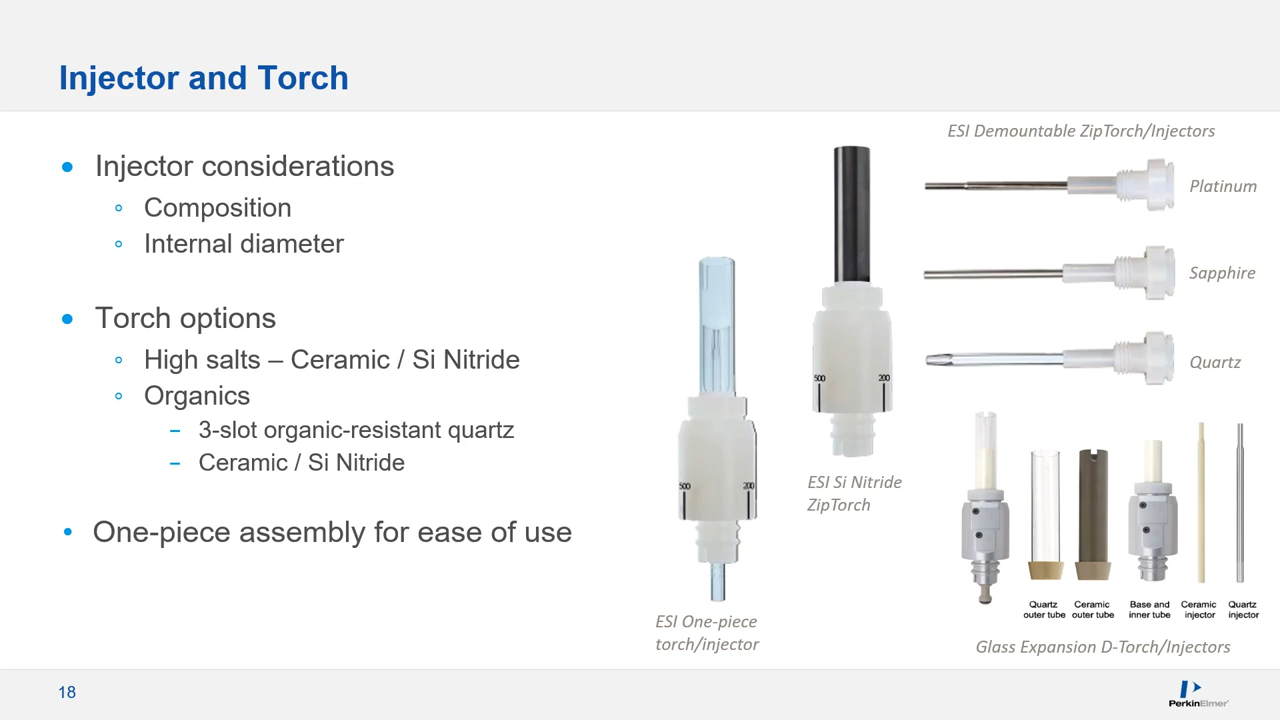 Injector and Torch
• Injector considerations
◦ Composition
◦ Internal diameter
• Torch options
◦ High salts – Ceramic / Si Nitride
◦ Organics
− 3-slot organic-resistant quartz
− Ceramic / Si Nitride
• One-piece assembly for ease of use
500
200
ESI One-piece
torch/injector
500
200
ESI Si Nitride
ZipTorch
ESI Demountable ZipTorch/Injectors
Platinum
Sapphire
Quartz
Quartz
outer tube
Ceramic
outer tube
Base and
inner tube
Ceramic
injector
Quartz
injector
Glass Expansion D-Torch/Injectors
18
PerkinElmer